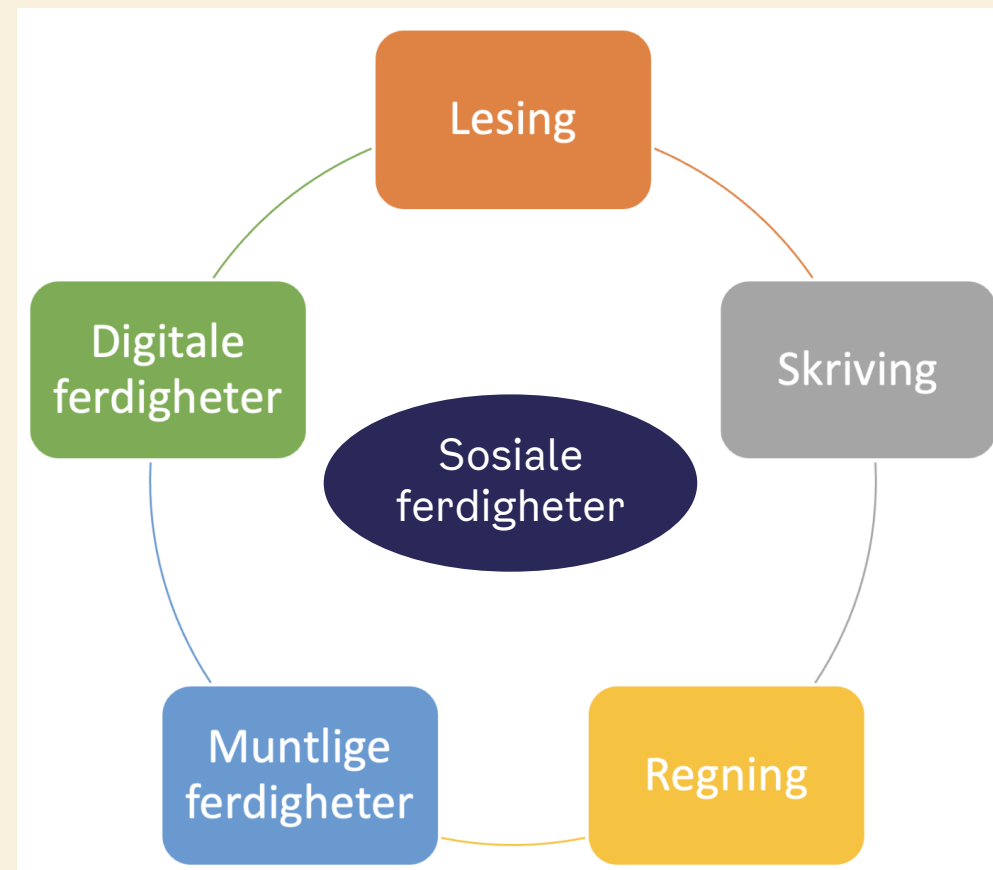 Lesing
Skriving
Regning
Muntlige
ferdigheter
Digitale
ferdigheter
Sosiale
ferdigheter